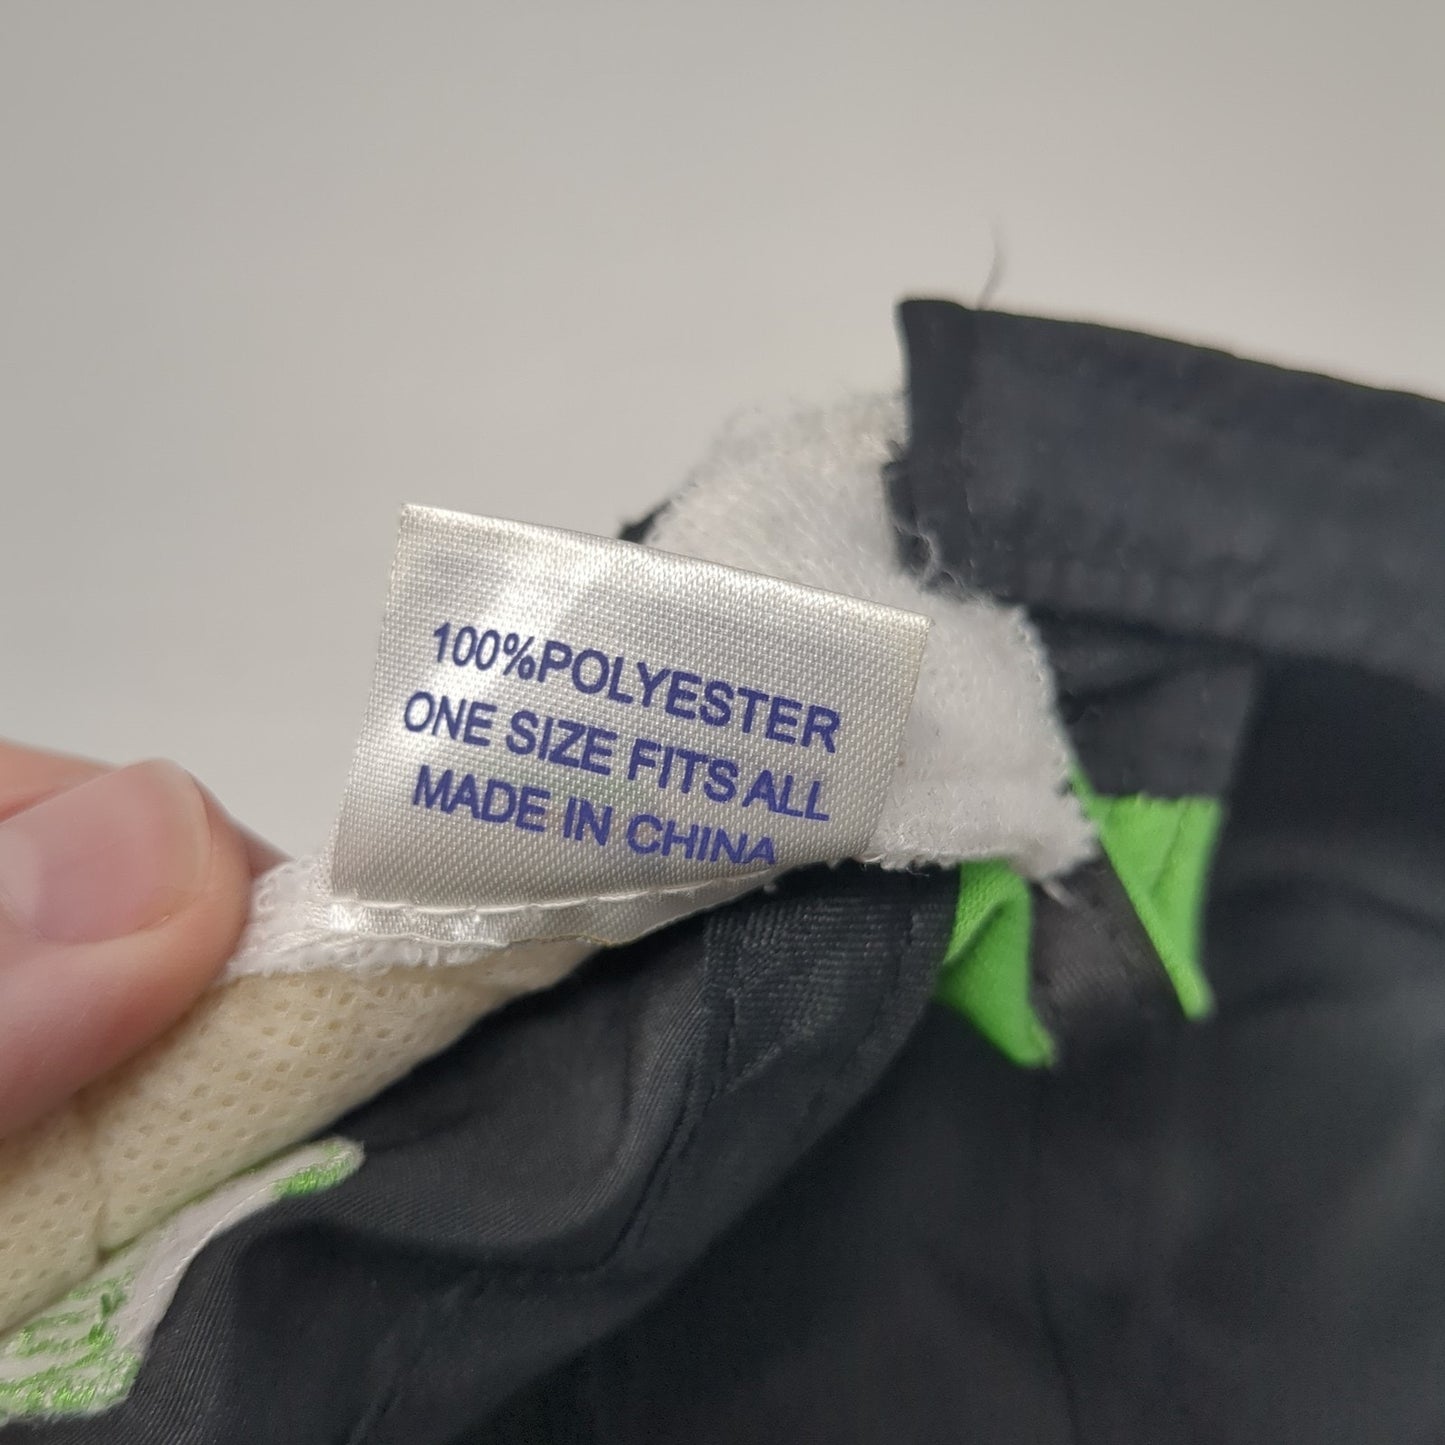 100%POLYESTER
ONE SIZE FITS ALL
MADE IN CHINA